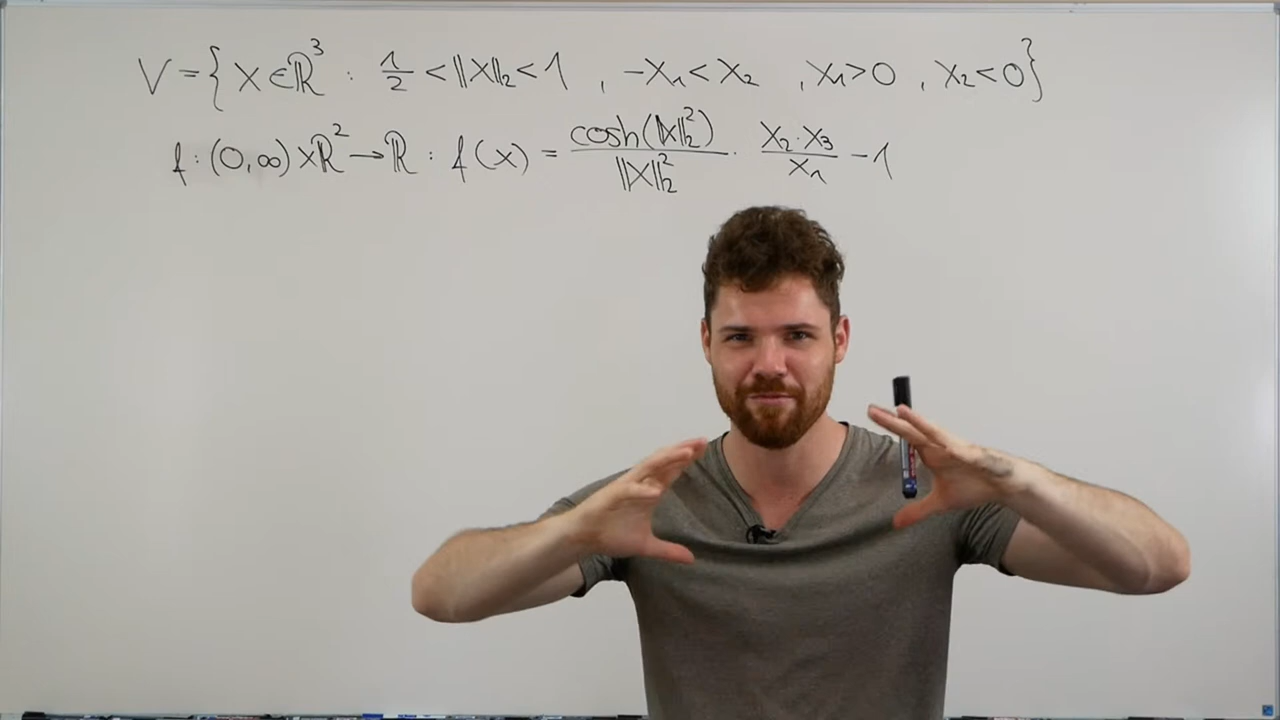 V = { x ∈ ℝ³ : 1/2 < ‖x‖₂ < 1 , -x₁ < x₂ , x₁ > 0 , x₂ < 0 }
f : (0, ∞) × ℝ² → ℝ : f(x) = cosh(‖x‖₂²) / ‖x‖₂² · x₂·x₃ / x₁ - 1